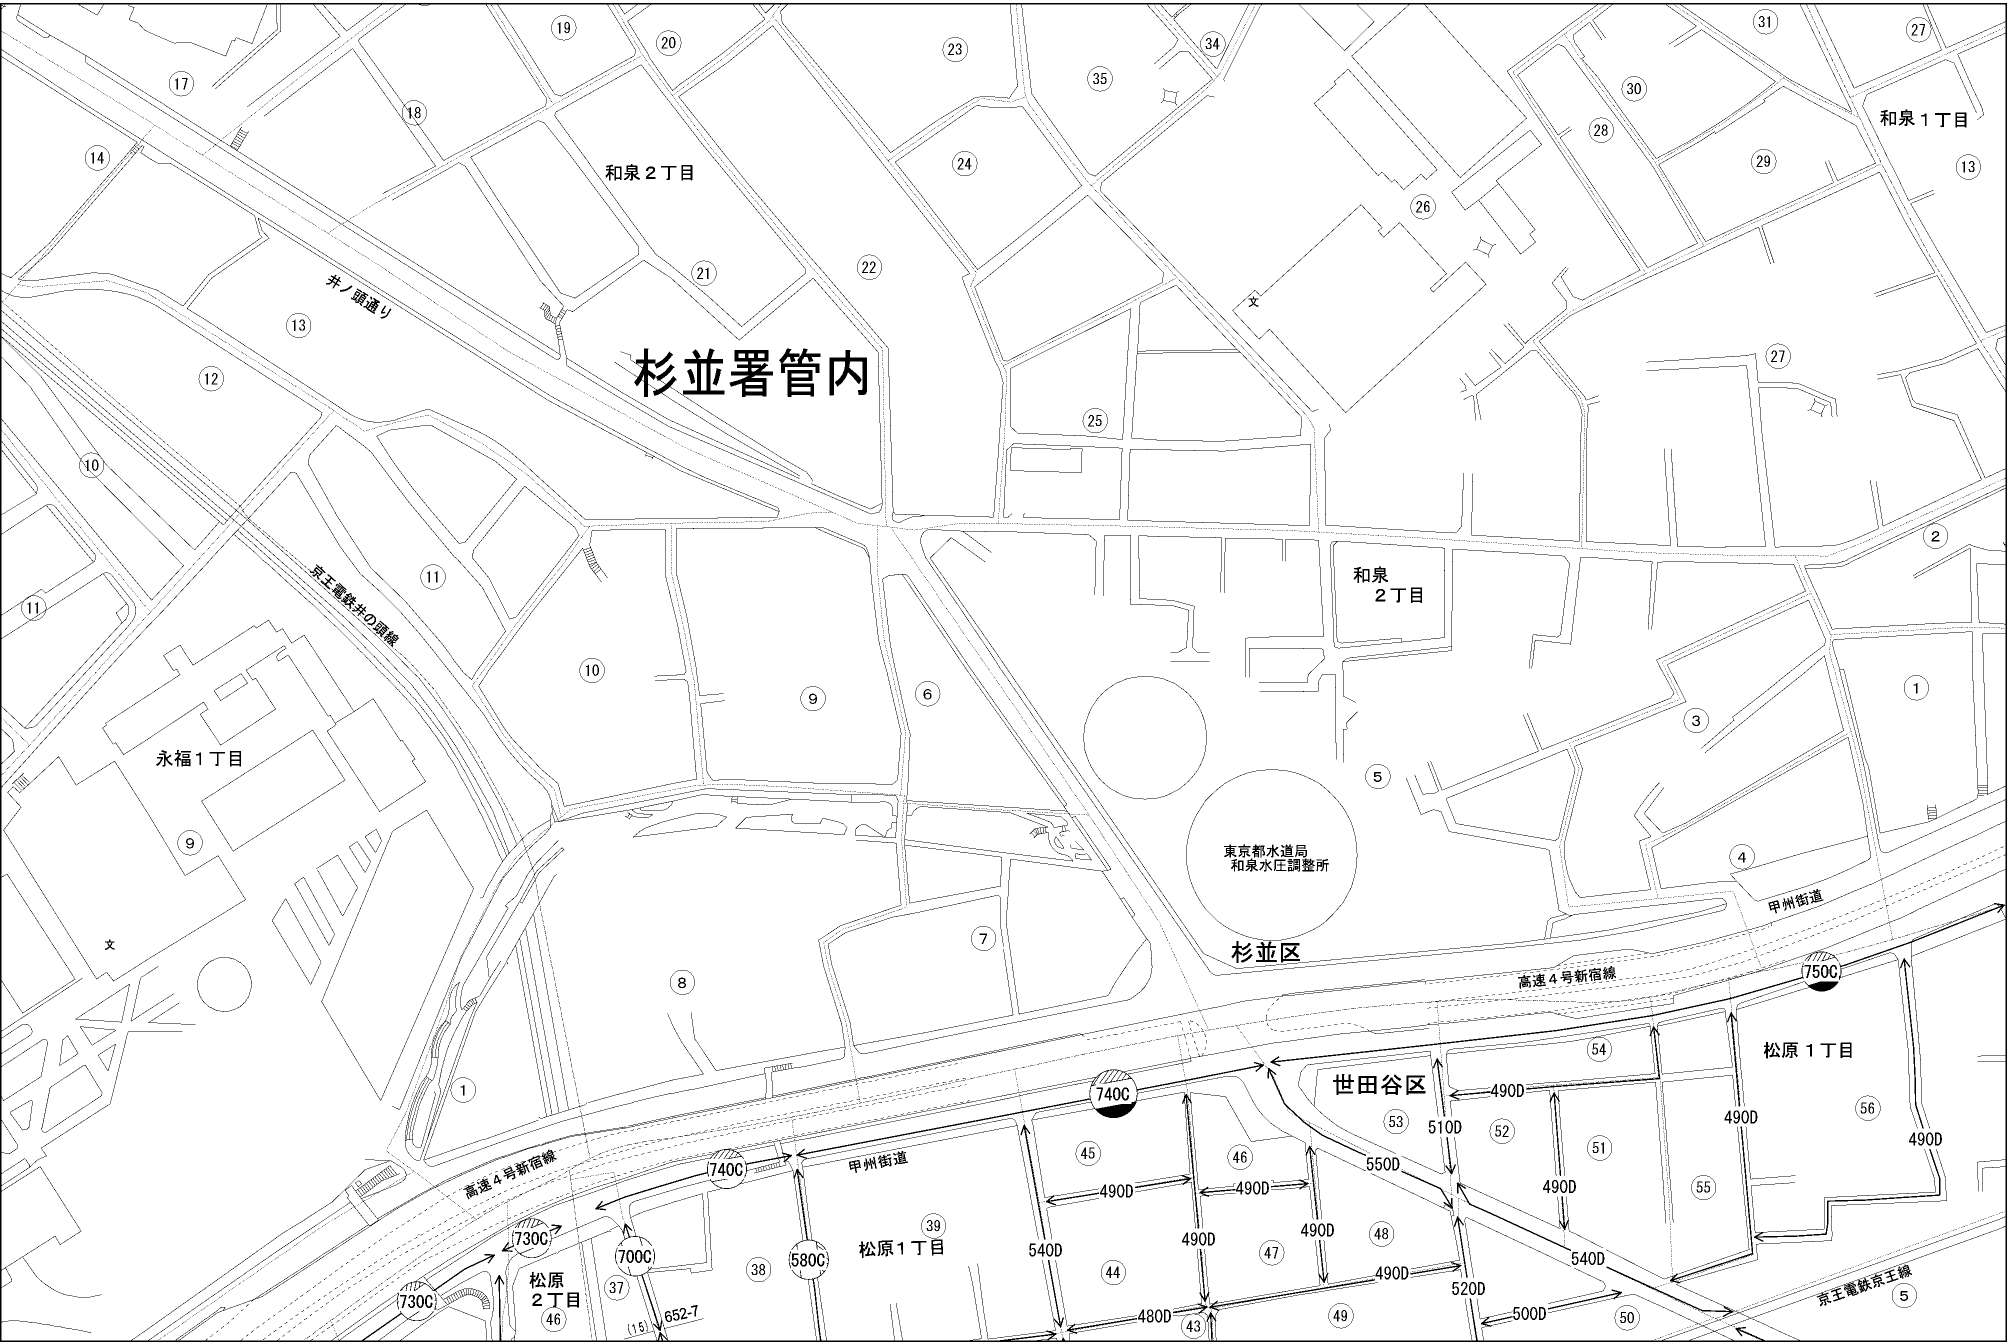 19
20
23
34
31
27
17
35
30
18
和泉１丁目
28
14
24
29
13
和泉２丁目
26
21
22
井ノ頭通り
文
13
27
12
杉並署管内
25
10
2
11
和泉
２丁目
京王電鉄井の頭線
11
10
9
6
1
3
永福１丁目
5
9
東京都水道局
和泉水圧調整所
4
甲州街道
文
7
杉並区
8
高速４号新宿線
750C
54
松原１丁目
1
世田谷区
490D
740C
53
510D
52
490D
56
45
46
51
490D
甲州街道
550D
740C
高速４号新宿線
490D
490D
490D
55
39
490D
48
730C
松原１丁目
540D
490D
47
700C
580C
540D
38
44
490D
松原
２丁目
37
520D
京王電鉄京王線
5
730C
652-7
480D
49
500D
50
46
(15)
43